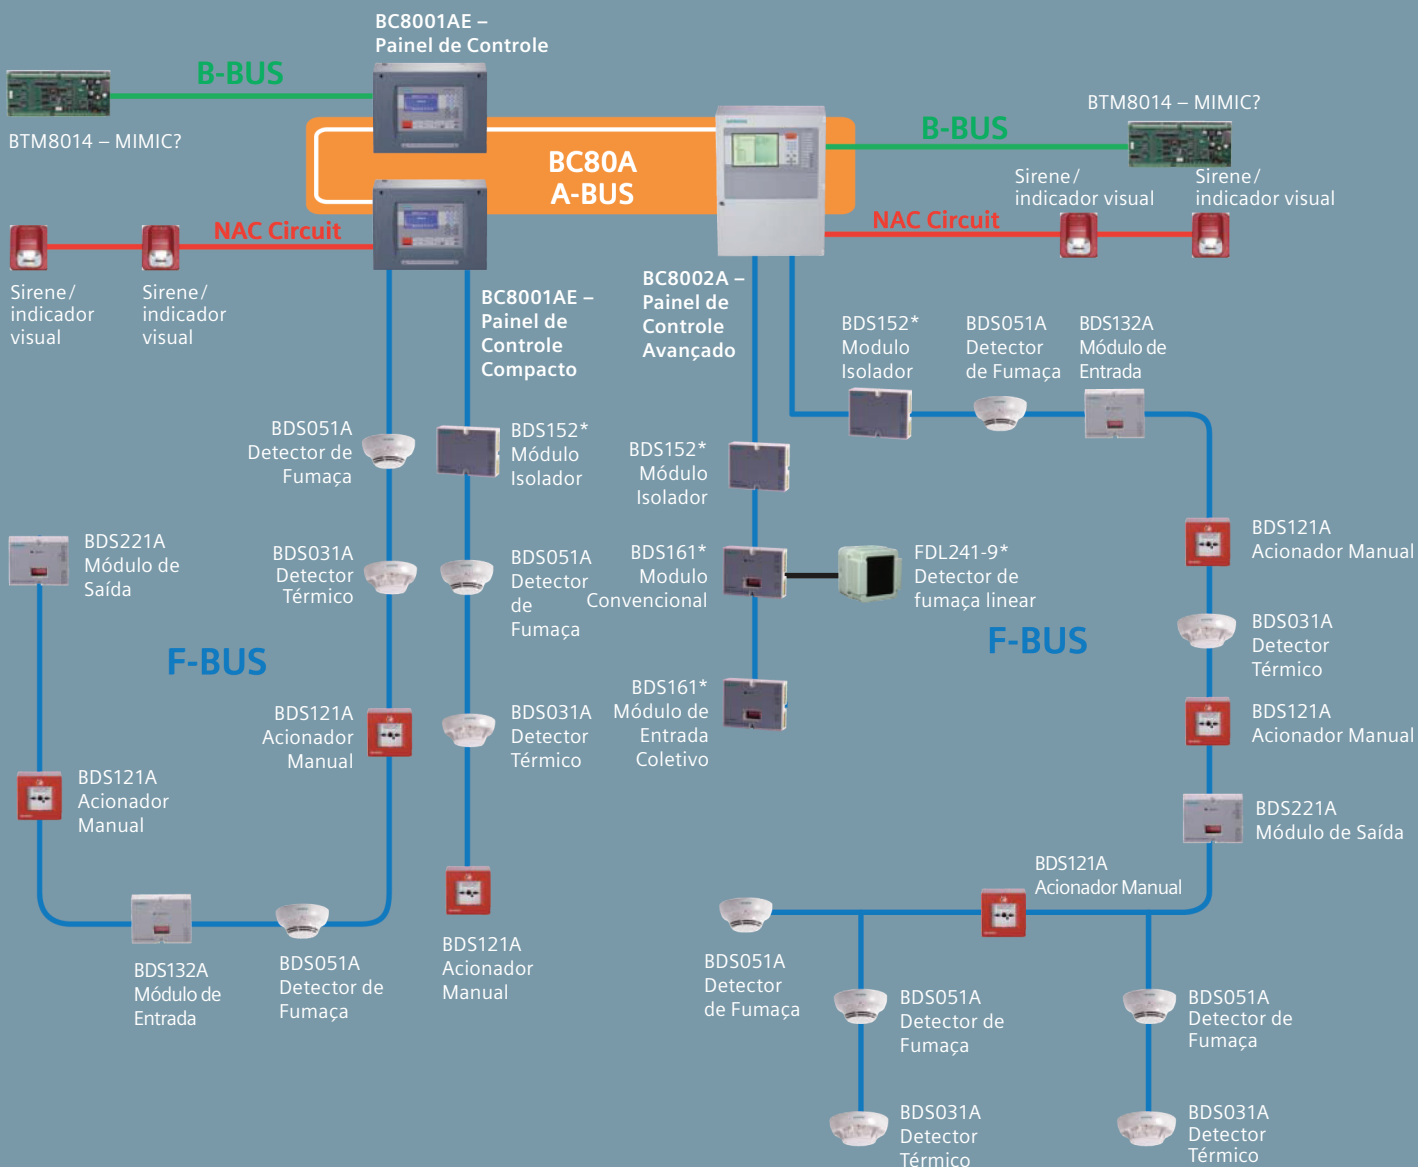 BC8001AE –
Painel de Controle
B-BUS
BTM8014 – MIMIC?
BC80A
A-BUS
B-BUS
BTM8014 – MIMIC?
Sirene/
indicador visual
Sirene/
indicador visual
NAC Circuit
NAC Circuit
Sirene/
indicador
visual
Sirene/
indicador
visual
BC8001AE –
Painel de
Controle
Compacto
BC8002A –
Painel de
Controle
Avançado
BDS152*
Modulo
Isolador
BDS051A
Detector
de Fumaça
BDS132A
Módulo de
Entrada
BDS051A
Detector de
Fumaça
BDS152*
Módulo
Isolador
BDS152*
Módulo
Isolador
BDS221A
Módulo de
Saída
BDS031A
Detector
Térmico
BDS051A
Detector
de
Fumaça
BDS161*
Modulo
Convencional
FDL241-9*
Detector de
fumaça linear
BDS121A
Acionador Manual
F-BUS
F-BUS
BDS031A
Detector
Térmico
BDS121A
Acionador
Manual
BDS031A
Detector
Térmico
BDS161*
Módulo de
Entrada
Coletivo
BDS121A
Acionador Manual
BDS121A
Acionador
Manual
BDS221A
Módulo de Saída
BDS121A
Acionador Manual
BDS132A
Módulo de
Entrada
BDS051A
Detector de
Fumaça
BDS121A
Acionador
Manual
BDS051A
Detector
de Fumaça
BDS051A
Detector de
Fumaça
BDS051A
Detector de
Fumaça
BDS031A
Detector
Térmico
BDS031A
Detector
Térmico